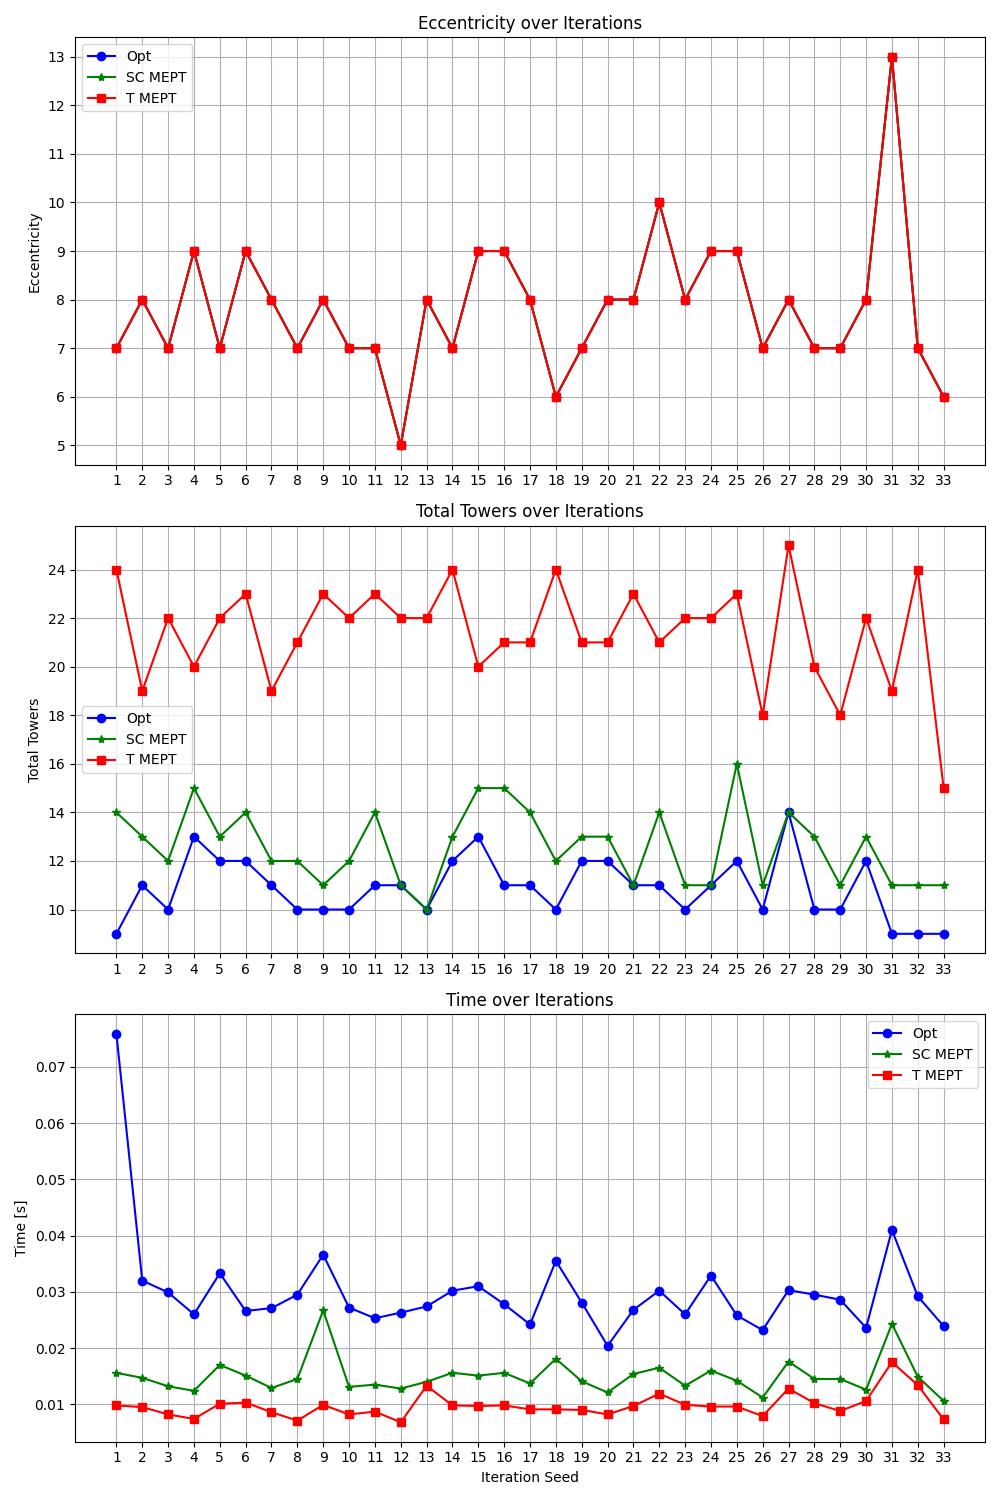 Eccentricity over Iterations
Opt
SC MEPT
T MEPT
Eccentricity
13
12
11
10
9
8
7
6
5
1 2 3 4 5 6 7 8 9 10 11 12 13 14 15 16 17 18 19 20 21 22 23 24 25 26 27 28 29 30 31 32 33
Total Towers over Iterations
Opt
SC MEPT
T MEPT
Total Towers
24
22
20
18
16
14
12
10
1 2 3 4 5 6 7 8 9 10 11 12 13 14 15 16 17 18 19 20 21 22 23 24 25 26 27 28 29 30 31 32 33
Time over Iterations
Opt
SC MEPT
T MEPT
Time [s]
0.07
0.06
0.05
0.04
0.03
0.02
0.01
1 2 3 4 5 6 7 8 9 10 11 12 13 14 15 16 17 18 19 20 21 22 23 24 25 26 27 28 29 30 31 32 33
Iteration Seed